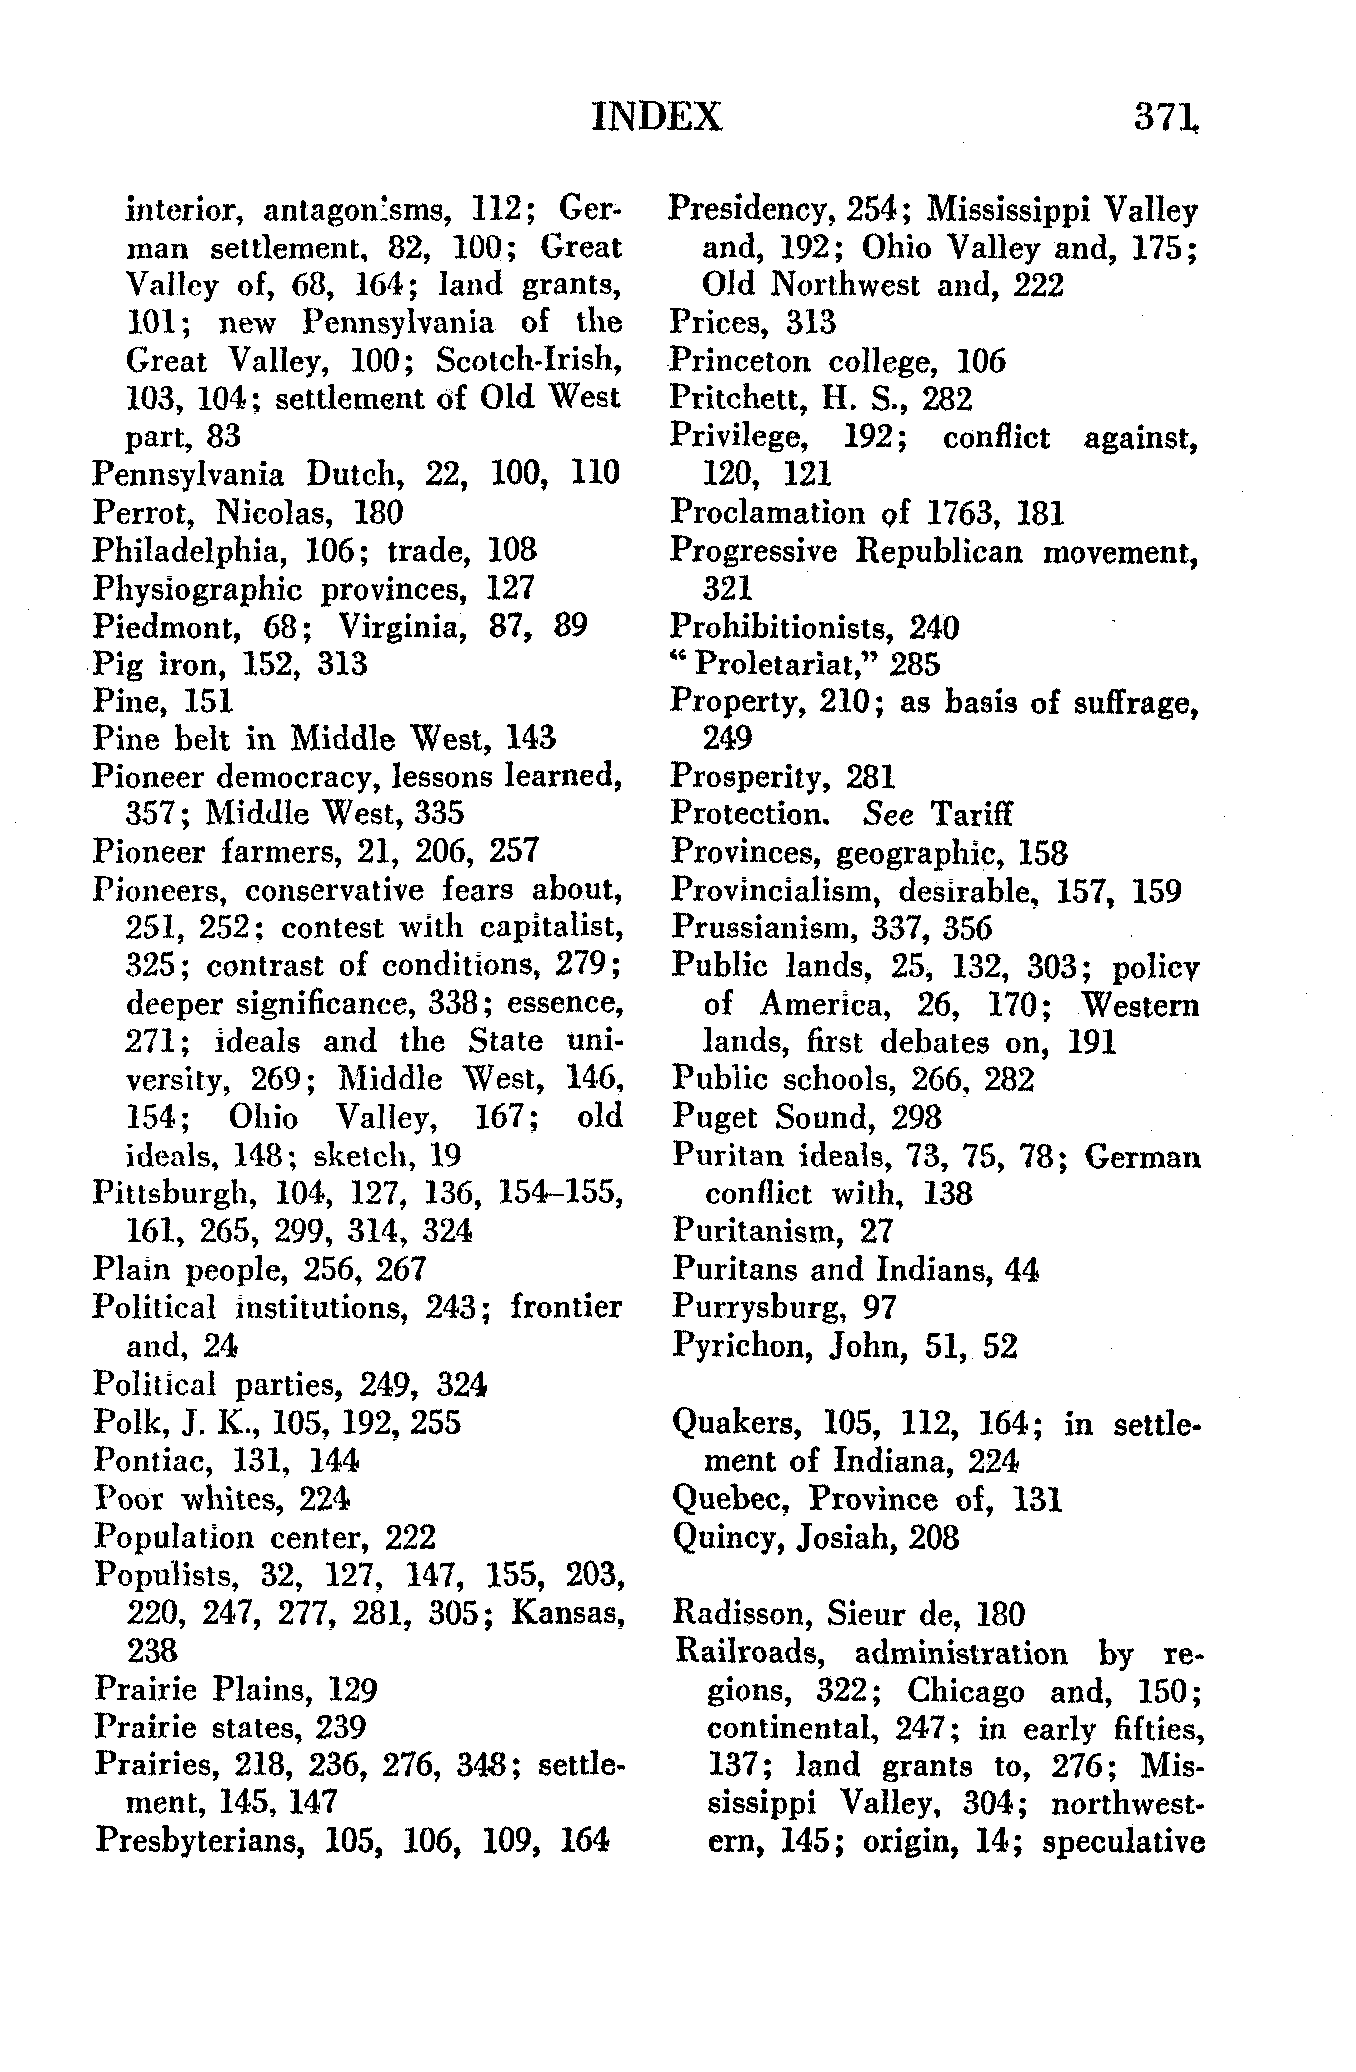 INDEX 371
interior, antagonisms, 112; Ger-
man settlement, 82, 100; Great
Valley of, 68, 164; land grants,
101; new Pennsylvania of the
Great Valley, 100; Scotch-Irish,
103, 104; settlement of Old West
part, 83
Pennsylvania Dutch, 22, 100, 110
Perrot, Nicolas, 180
Philadelphia, 106; trade, 108
Physiographic provinces, 127
Piedmont, 68; Virginia, 87, 89
Pig iron, 152, 313
Pine, 151
Pine belt in Middle West, 143
Pioneer democracy, lessons learned,
357; Middle West, 335
Pioneer farmers, 21, 206, 257
Pioneers, conservative fears about,
251, 252; contest with capitalist,
325; contrast of conditions, 279;
deeper significance, 338; essence,
271; ideals and the State uni-
versity, 269; Middle West, 146,
154; Ohio Valley, 167; old
ideals, 148; sketch, 19
Pittsburgh, 104, 127, 136, 154–155,
161, 265, 299, 314, 324
Plain people, 256, 267
Political institutions, 243; frontier
and, 24
Political parties, 249, 324
Polk, J. K., 105, 192, 255
Pontiac, 131, 144
Poor whites, 224
Population center, 222
Populists, 32, 127, 147, 155, 203,
220, 247, 277, 281, 305; Kansas,
238
Prairie Plains, 129
Prairie states, 239
Prairies, 218, 236, 276, 348; settle-
ment, 145, 147
Presbyterians, 105, 106, 109, 164
Presidency, 254; Mississippi Valley
and, 192; Ohio Valley and, 175;
Old Northwest and, 222
Prices, 313
Princeton college, 106
Pritchett, H. S., 282
Privilege, 192; conflict against,
120, 121
Proclamation of 1763, 181
Progressive Republican movement,
321
Prohibitionists, 240
“Proletariat,” 285
Property, 210; as basis of suffrage,
249
Prosperity, 281
Protection. See Tariff
Provinces, geographic, 158
Provincialism, desirable, 157, 159
Prussianism, 337, 356
Public lands, 25, 132, 303; policy
of America, 26, 170; Western
lands, first debates on, 191
Public schools, 266, 282
Puget Sound, 298
Puritan ideals, 73, 75, 78; German
conflict with, 138
Puritanism, 27
Puritans and Indians, 44
Purrysburg, 97
Pyrichon, John, 51, 52
Quakers, 105, 112, 164; in settle-
ment of Indiana, 224
Quebec, Province of, 131
Quincy, Josiah, 208
Radisson, Sieur de, 180
Railroads, administration by re-
gions, 322; Chicago and, 150;
continental, 247; in early fifties,
137; land grants to, 276; Mis-
sissippi Valley, 304; northwest-
ern, 145; origin, 14; speculative